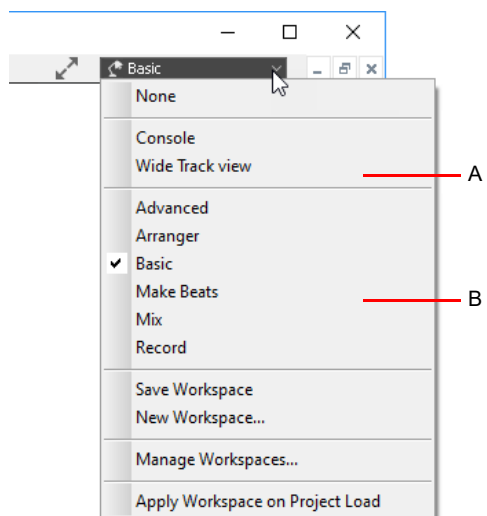 Basic
None
Console
Wide Track view
A
Advanced
Arranger
Basic
Make Beats
B
Mix
Record
Save Workspace
New Workspace...
Manage Workspaces...
Apply Workspace on Project Load